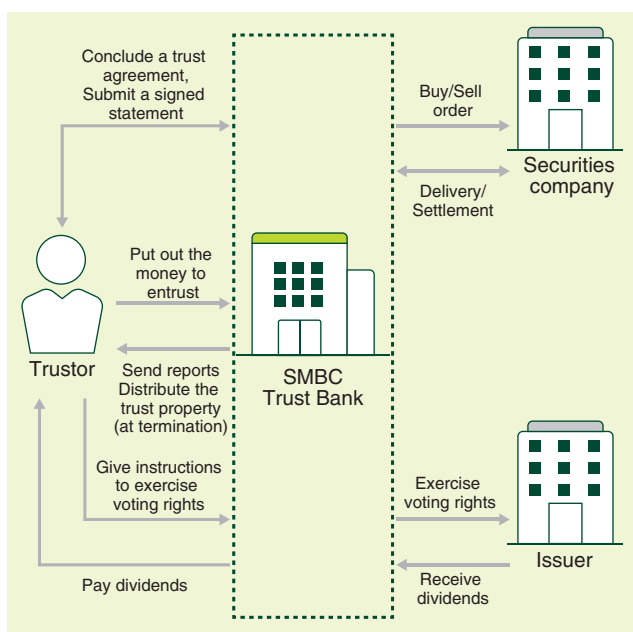 Conclude a trust
agreement,
Submit a signed
statement
Buy/Sell
order
Securities
company
Delivery/
Settlement
Put out the
money to
entrust
Trustor
SMBC
Trust Bank
Send reports
Distribute the
trust property
(at termination)
Give instructions
to exercise
voting rights
Exercise
voting rights
Issuer
Pay dividends
Receive
dividends